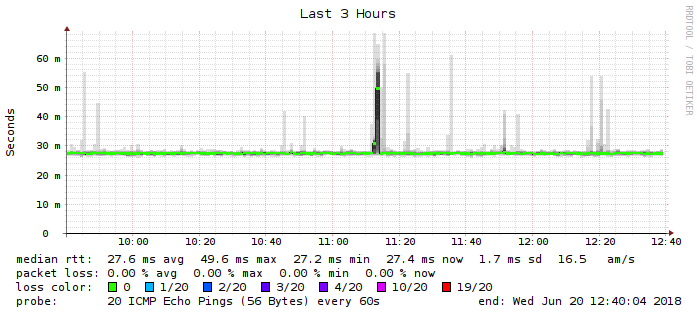 Last 3 Hours
RRDTOOL / TOBI OETIKER
Seconds
60 m
50 m
40 m
30 m
20 m
10 m
0
10:00 10:20 10:40 11:00 11:20 11:40 12:00 12:20 12:40
median rtt: 27.6 ms avg 49.6 ms max 27.2 ms min 27.4 ms now 1.7 ms sd 16.5 am/s
packet loss: 0.00 % avg 0.00 % max 0.00 % min 0.00 % now
loss color: 0 1/20 2/20 3/20 4/20 10/20 19/20
probe: 20 ICMP Echo Pings (56 Bytes) every 60s end: Wed Jun 20 12:40:04 2018